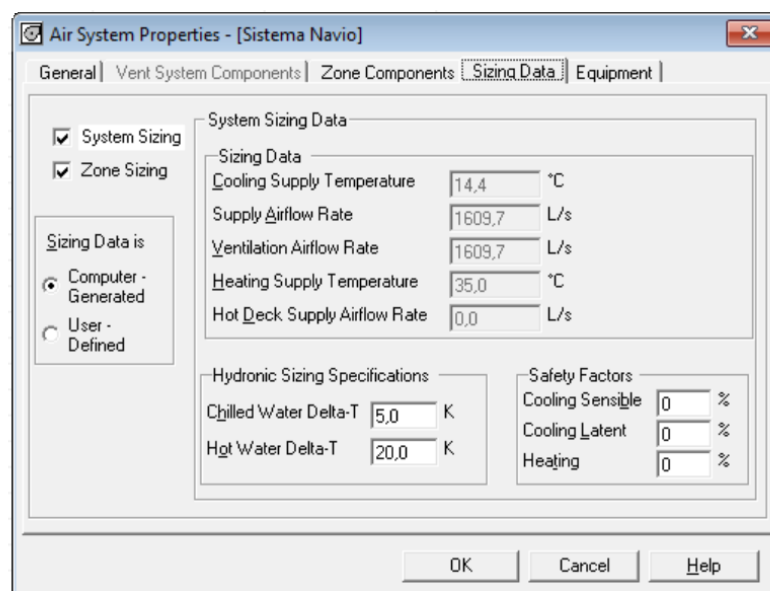 Air System Properties - [Sistema Navio]
General Vent System Components Zone Components Sizing Data Equipment
System Sizing
Zone Sizing
Sizing Data is
Computer -
Generated
User -
Defined
System Sizing Data
Sizing Data
Cooling Supply Temperature 14,4 °C
Supply Airflow Rate 1609,7 L/s
Ventilation Airflow Rate 1609,7 L/s
Heating Supply Temperature 35,0 °C
Hot Deck Supply Airflow Rate 0,0 L/s
Hydronic Sizing Specifications
Chilled Water Delta-T 5,0 K
Hot Water Delta-T 20,0 K
Safety Factors
Cooling Sensible 0 %
Cooling Latent 0 %
Heating 0 %
OK Cancel Help